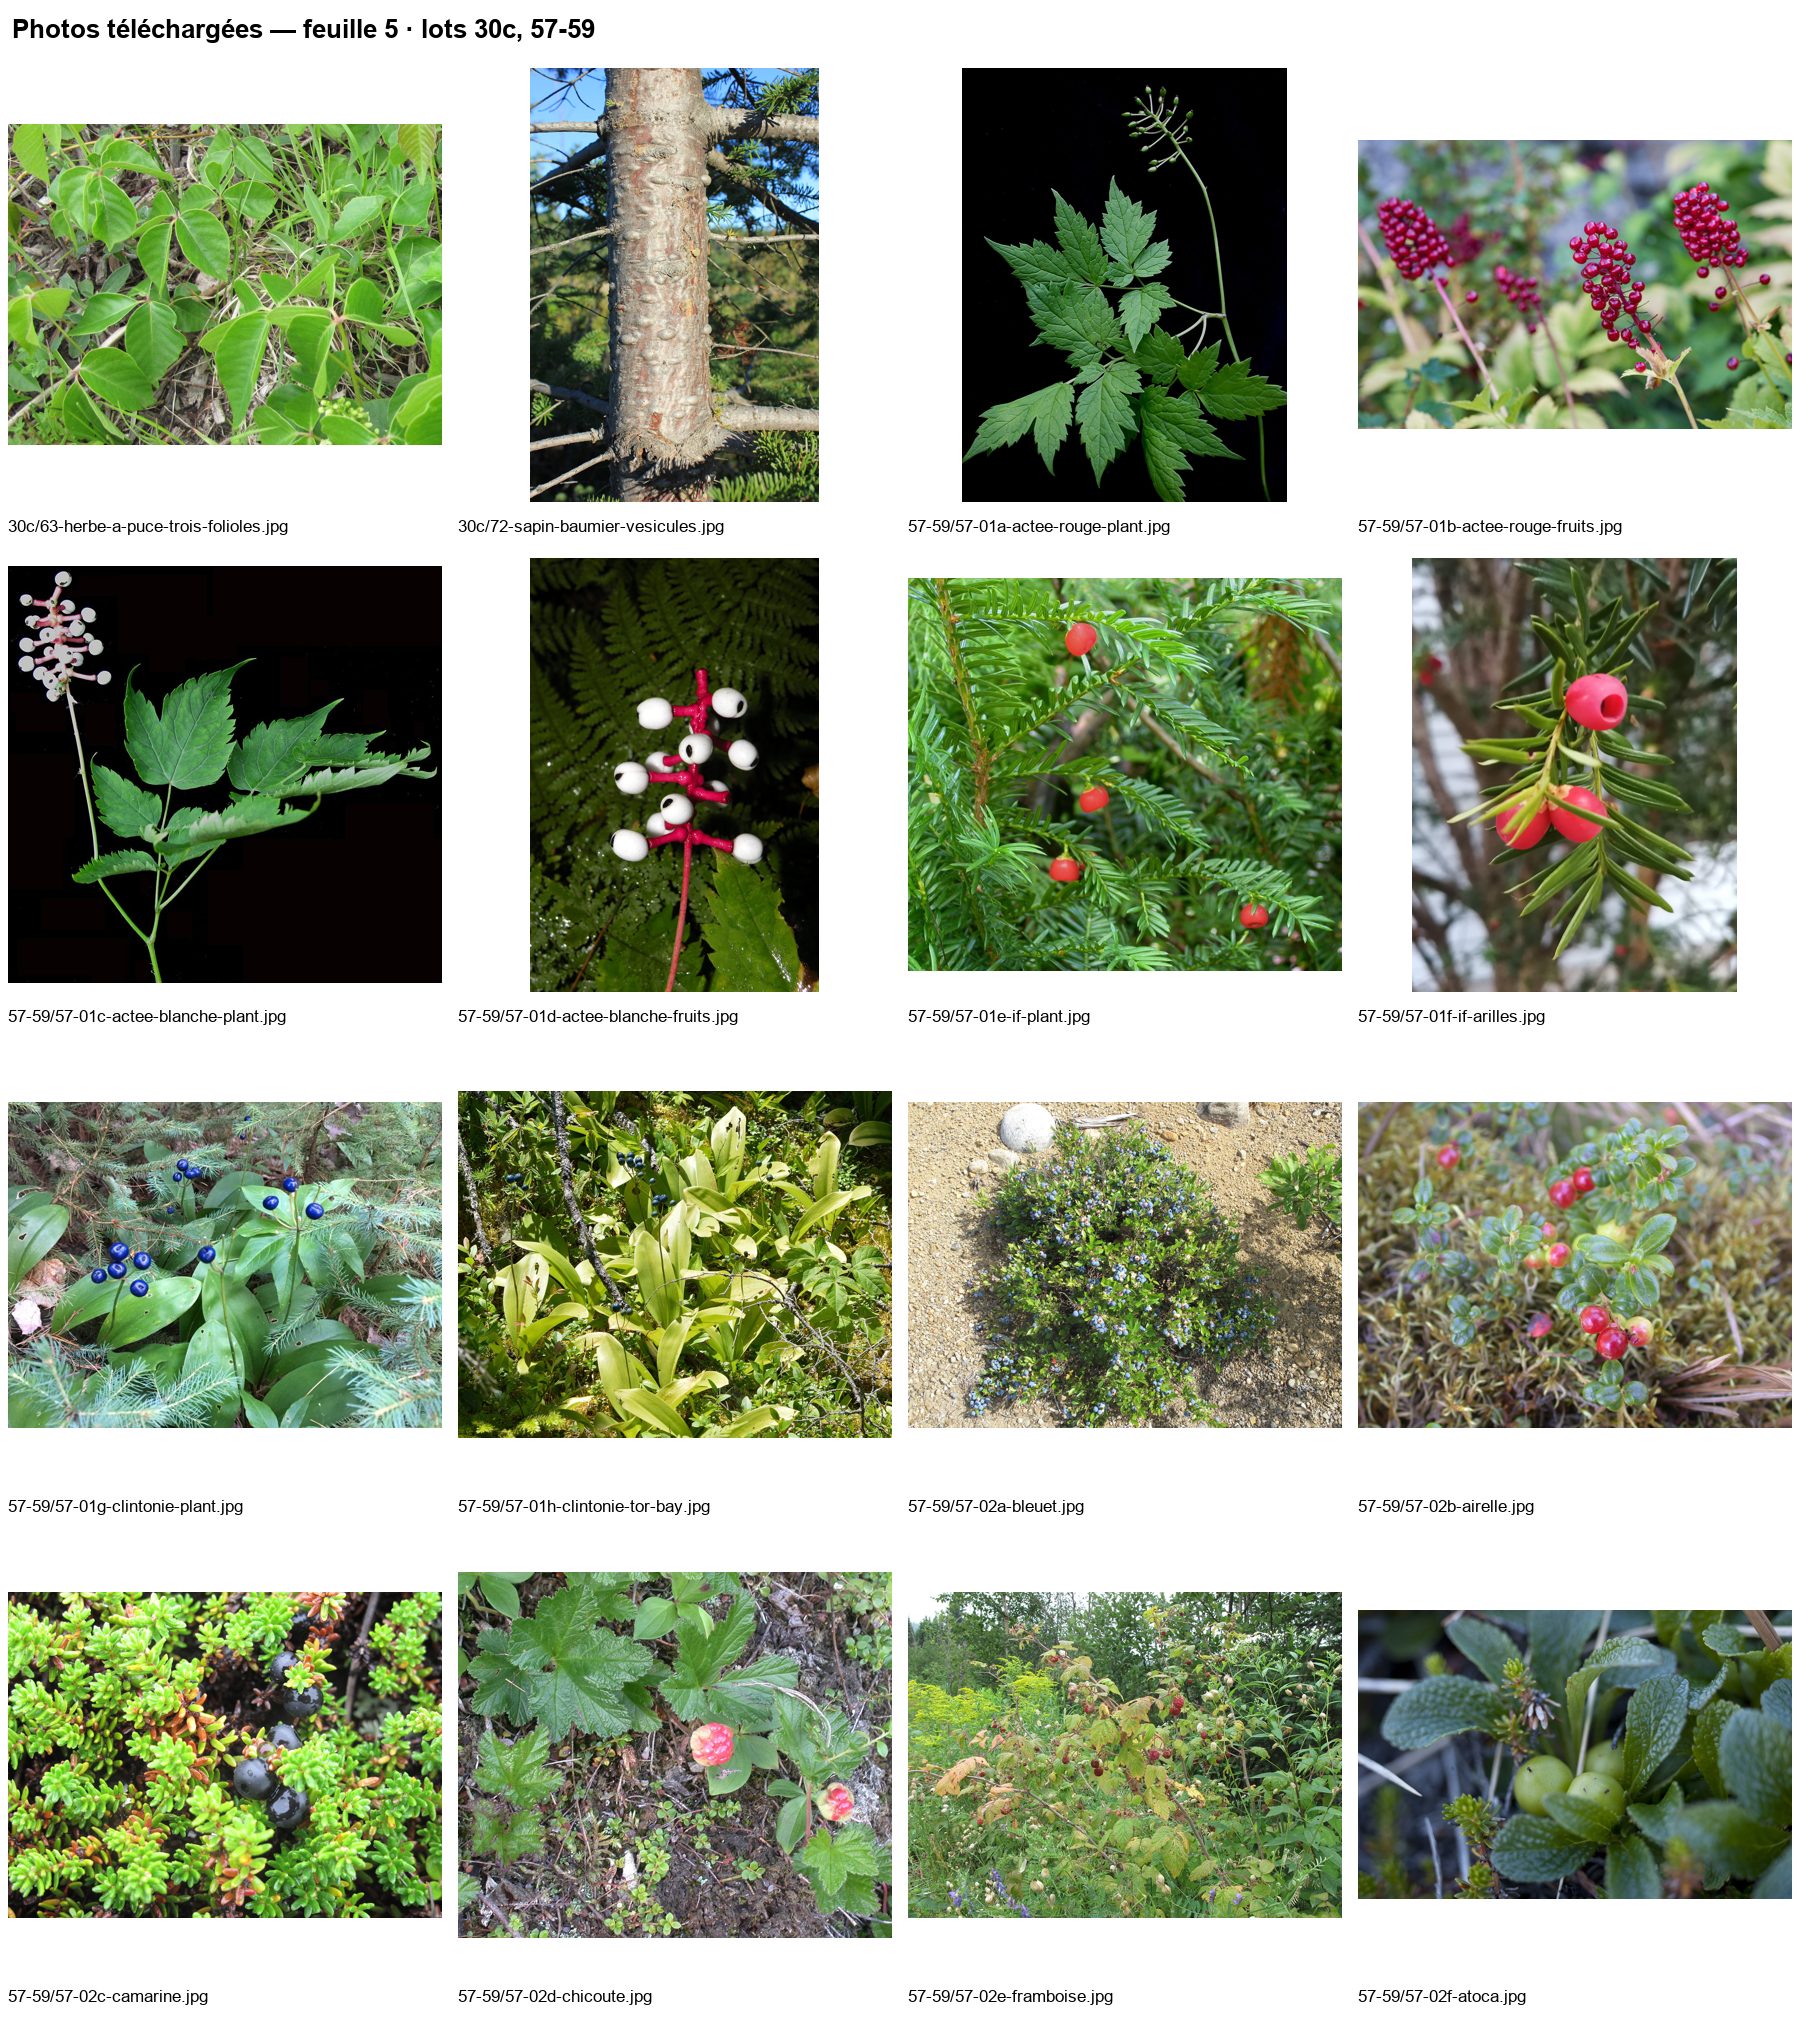 Photos téléchargées — feuille 5 · lots 30c, 57-59
30c/63-herbe-a-puce-trois-folioles.jpg
30c/72-sapin-baumier-vesicules.jpg
57-59/57-01a-actee-rouge-plant.jpg
57-59/57-01b-actee-rouge-fruits.jpg
57-59/57-01c-actee-blanche-plant.jpg
57-59/57-01d-actee-blanche-fruits.jpg
57-59/57-01e-if-plant.jpg
57-59/57-01f-if-arilles.jpg
57-59/57-01g-clintonie-plant.jpg
57-59/57-01h-clintonie-tor-bay.jpg
57-59/57-02a-bleuet.jpg
57-59/57-02b-airelle.jpg
57-59/57-02c-camarine.jpg
57-59/57-02d-chicoute.jpg
57-59/57-02e-framboise.jpg
57-59/57-02f-atoca.jpg